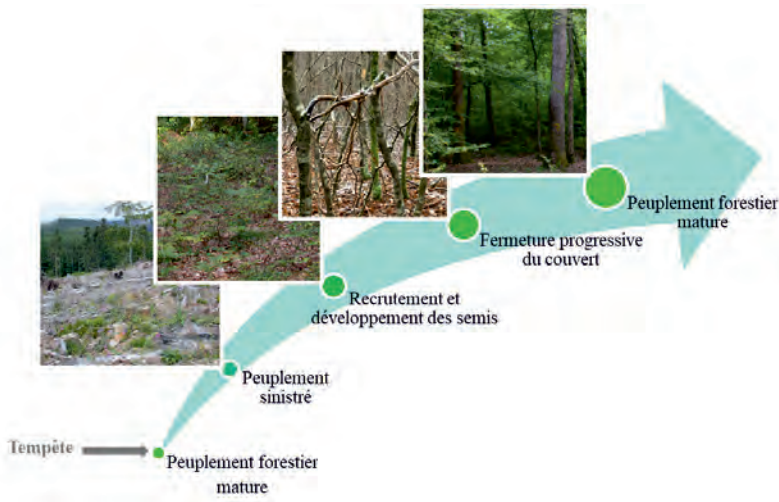 Peuplement forestier
mature
Fermeture progressive
du couvert
Recrutement et
développement des semis
Peuplement
sinistré
Tempête
Peuplement forestier
mature